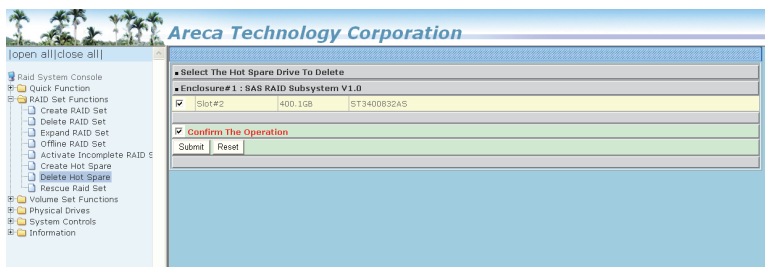 Areca Technology Corporation
|open all|close all|
Raid System Console
Quick Function
RAID Set Functions
Create RAID Set
Delete RAID Set
Expand RAID Set
Offline RAID Set
Activate Incomplete RAID S
Create Hot Spare
Delete Hot Spare
Rescue Raid Set
Volume Set Functions
Physical Drives
System Controls
Information
Select The Hot Spare Drive To Delete
Enclosure#1 : SAS RAID Subsystem V1.0
Slot#2 400.1GB ST3400832AS
Confirm The Operation
Submit Reset